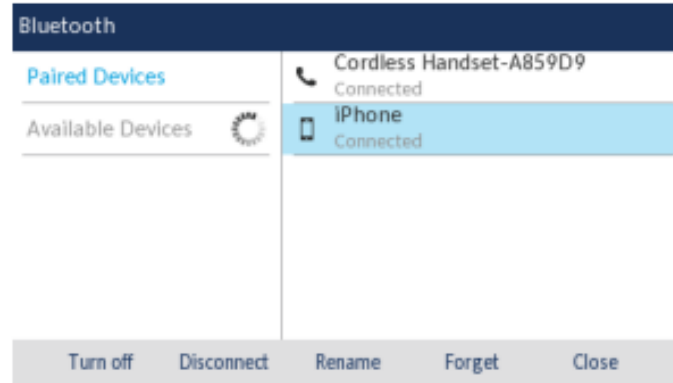 Bluetooth
Paired Devices
Available Devices
Cordless Handset-A859D9
Connected
iPhone
Connected
Turn off Disconnect Rename Forget Close